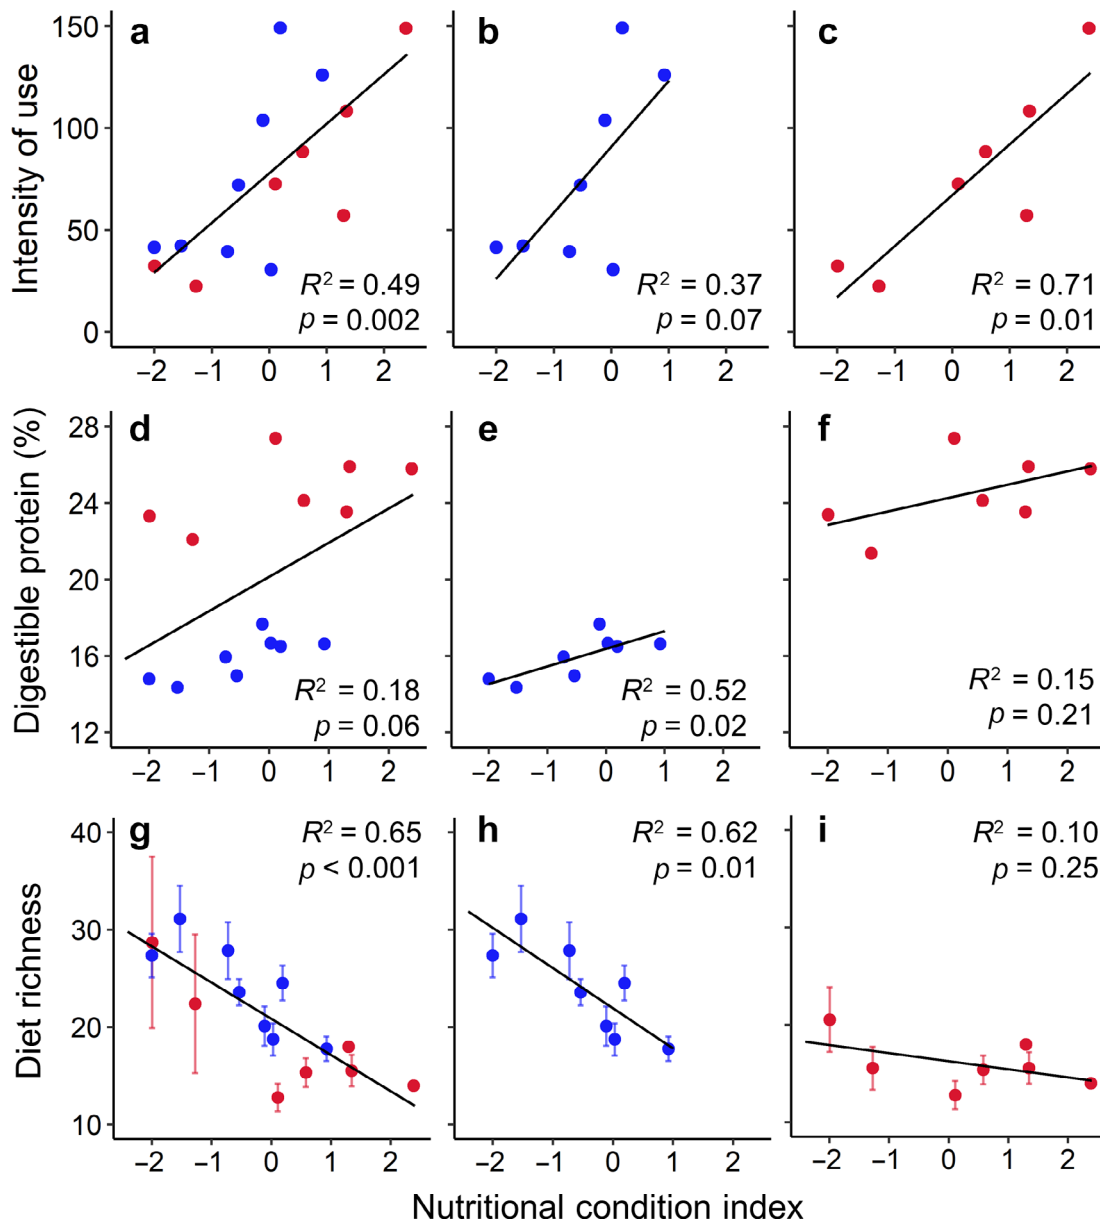 Intensity of use
150
100
50
0
a
R² = 0.49
p = 0.002
−2 −1 0 1 2
b
R² = 0.37
p = 0.07
−2 −1 0 1 2
c
R² = 0.71
p = 0.01
−2 −1 0 1 2
Digestible protein (%)
28
24
20
16
12
d
R² = 0.18
p = 0.06
−2 −1 0 1 2
e
R² = 0.52
p = 0.02
−2 −1 0 1 2
f
R² = 0.15
p = 0.21
−2 −1 0 1 2
Diet richness
40
30
20
10
g
R² = 0.65
p < 0.001
−2 −1 0 1 2
h
R² = 0.62
p = 0.01
−2 −1 0 1 2
i
R² = 0.10
p = 0.25
−2 −1 0 1 2
Nutritional condition index